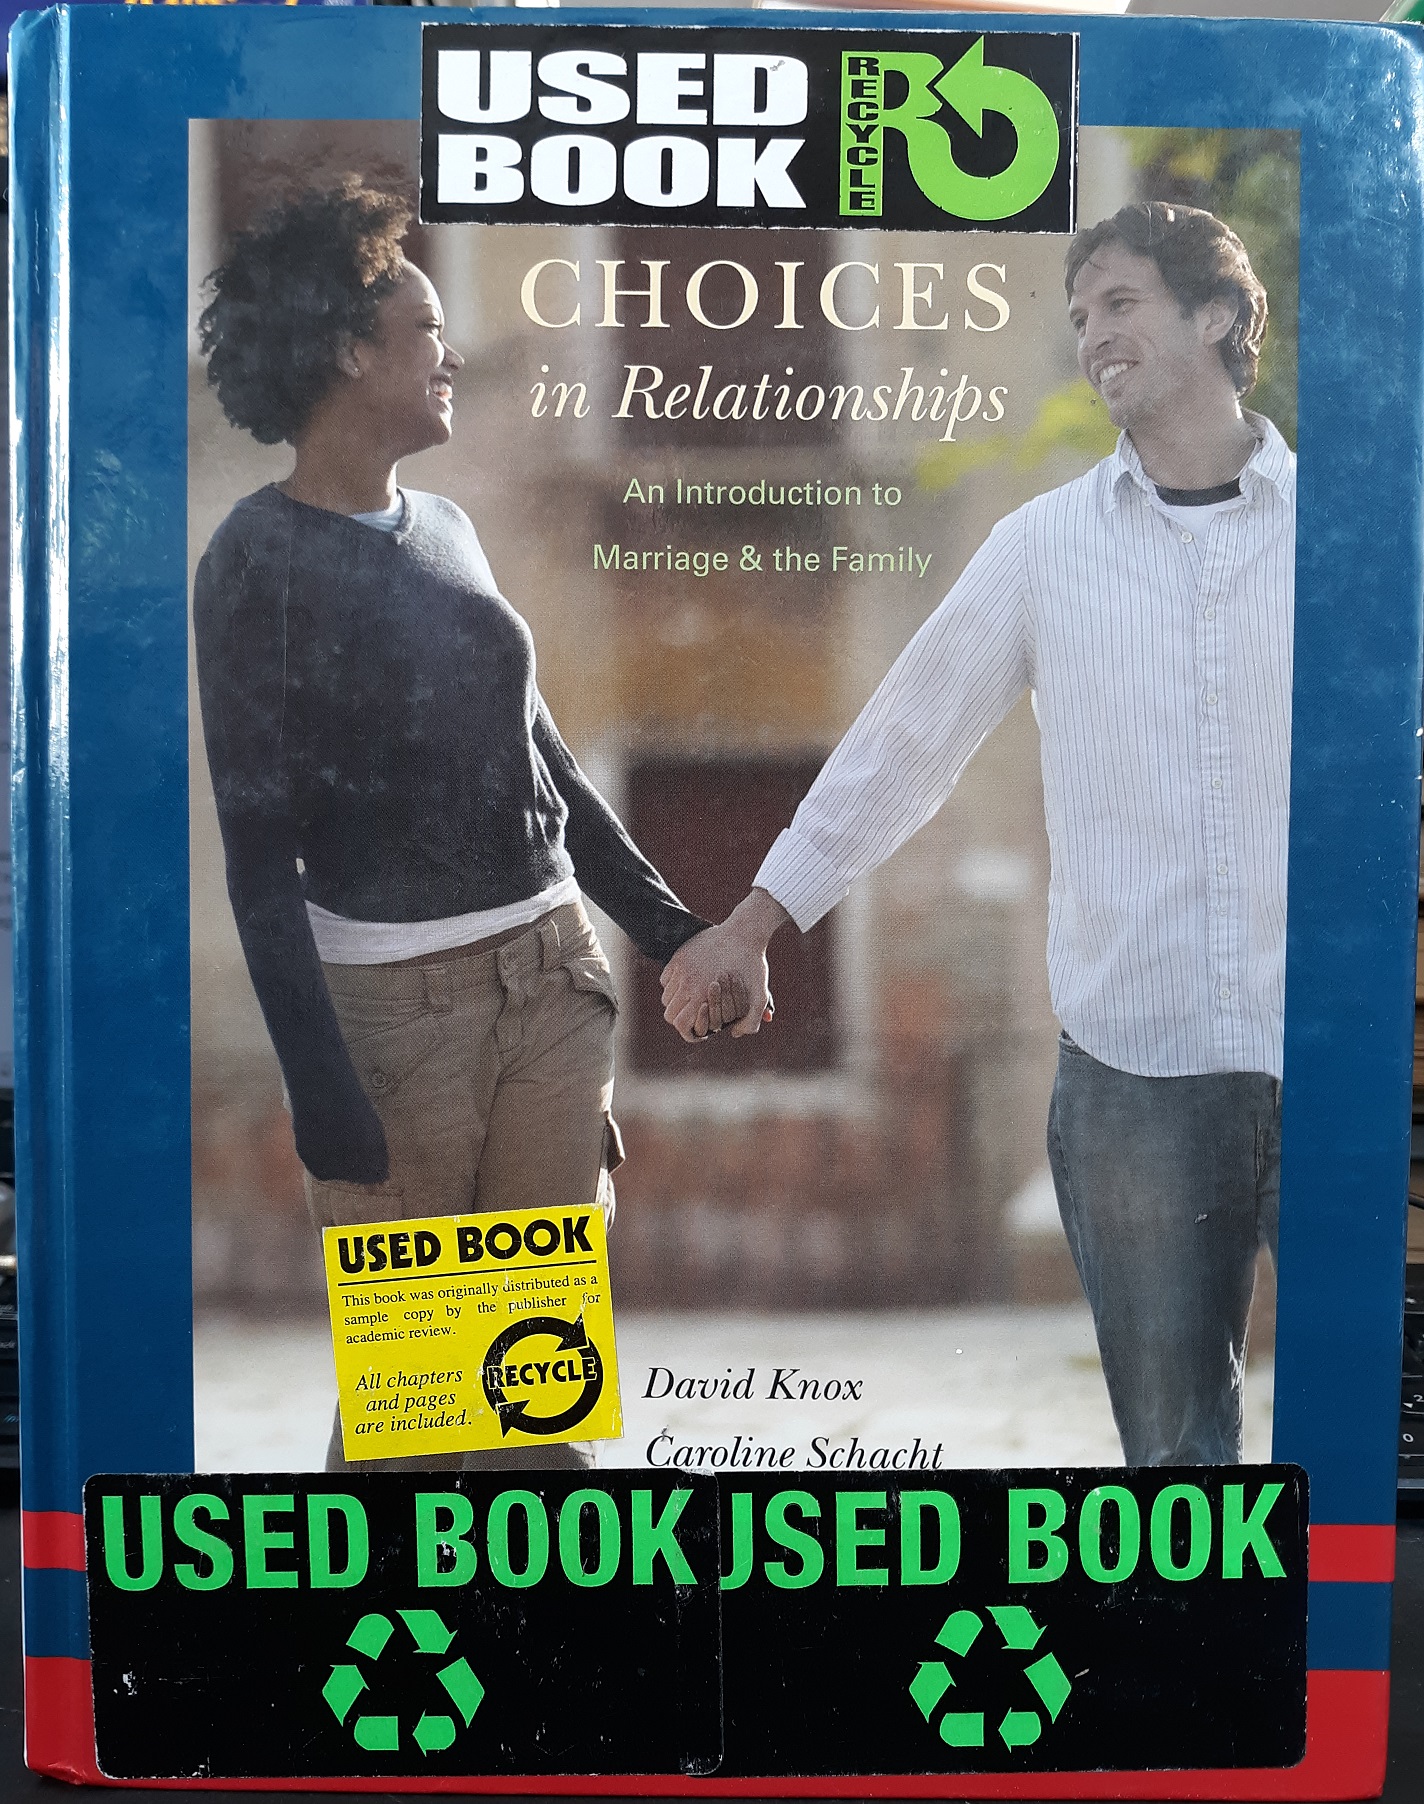 USED
BOOK
RECYCLE
CHOICES
in Relationships
An Introduction to
Marriage & the Family
USED BOOK
This book was originally distributed as a
sample copy by the publisher for
academic review.
All chapters
and pages
are included.
RECYCLE
David Knox
Caroline Schacht
USED BOOK
USED BOOK